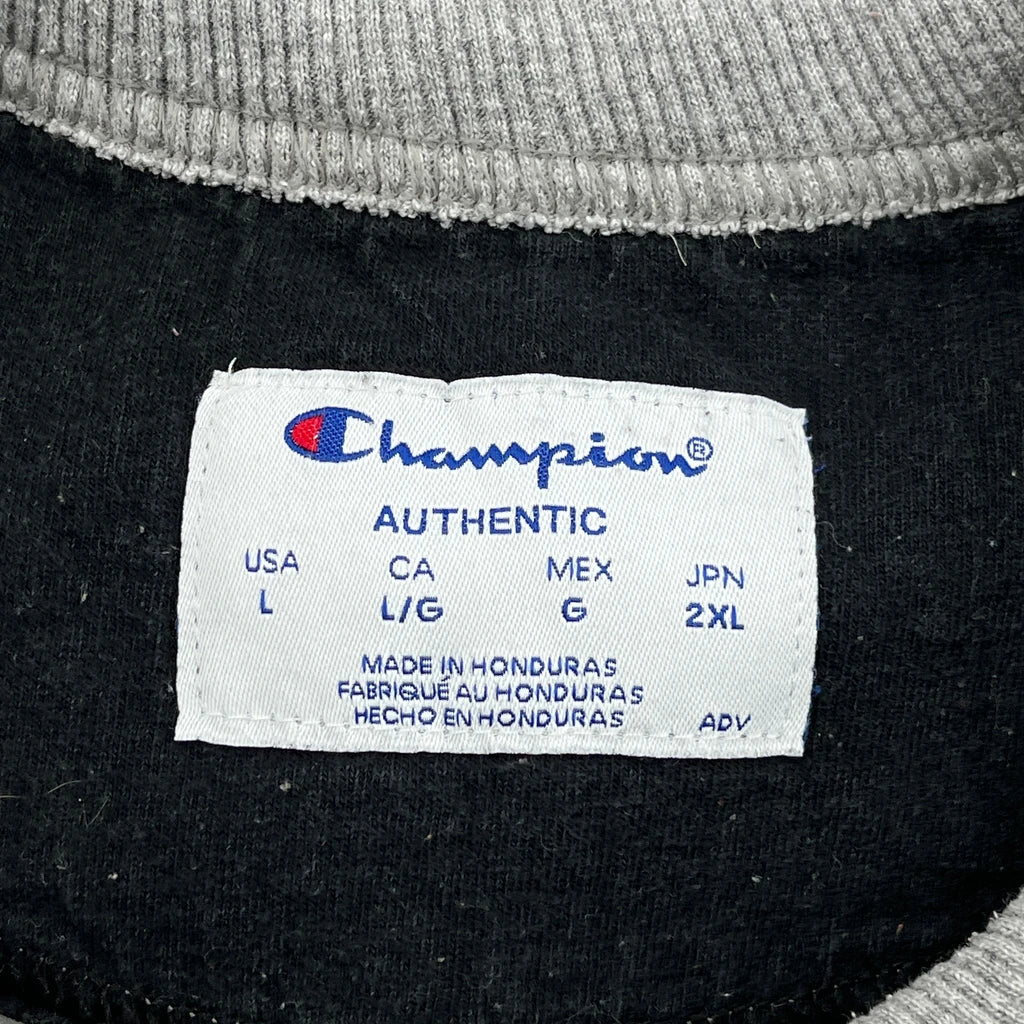 Champion®
AUTHENTIC
USA CA MEX JPN
L L/G G 2XL
MADE IN HONDURAS
FABRIQUÉ AU HONDURAS
HECHO EN HONDURAS ADV